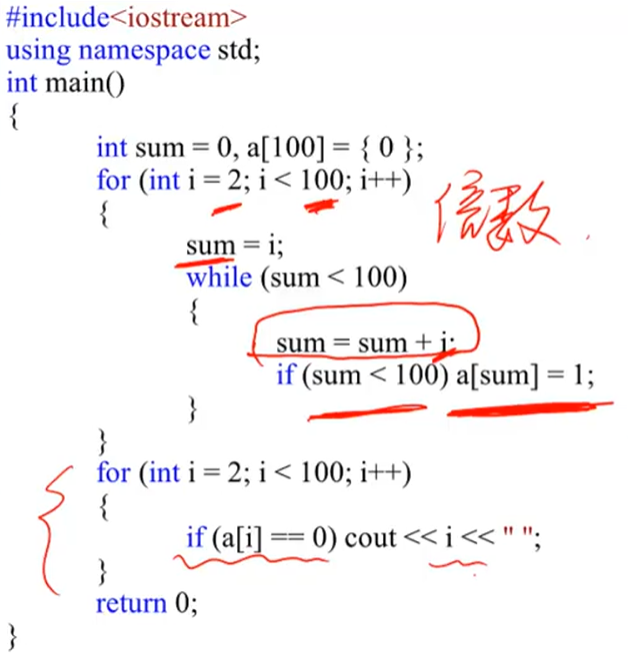 #include<iostream>
using namespace std;
int main()
{
int sum = 0, a[100] = { 0 };
for (int i = 2; i < 100; i++)
{
倍数
sum = i;
while (sum < 100)
{
sum = sum + i;
if (sum < 100) a[sum] = 1;
}
}
for (int i = 2; i < 100; i++)
{
if (a[i] == 0) cout << i << " ";
}
return 0;
}